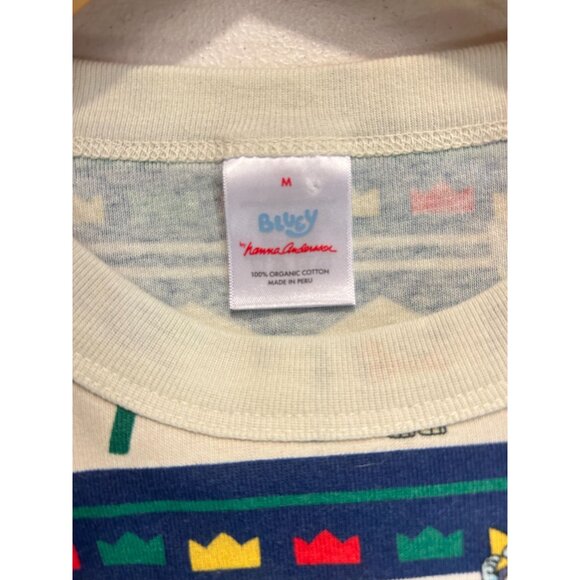 M
BLUEY
by hanna andersson
100% ORGANIC COTTON
MADE IN PERU